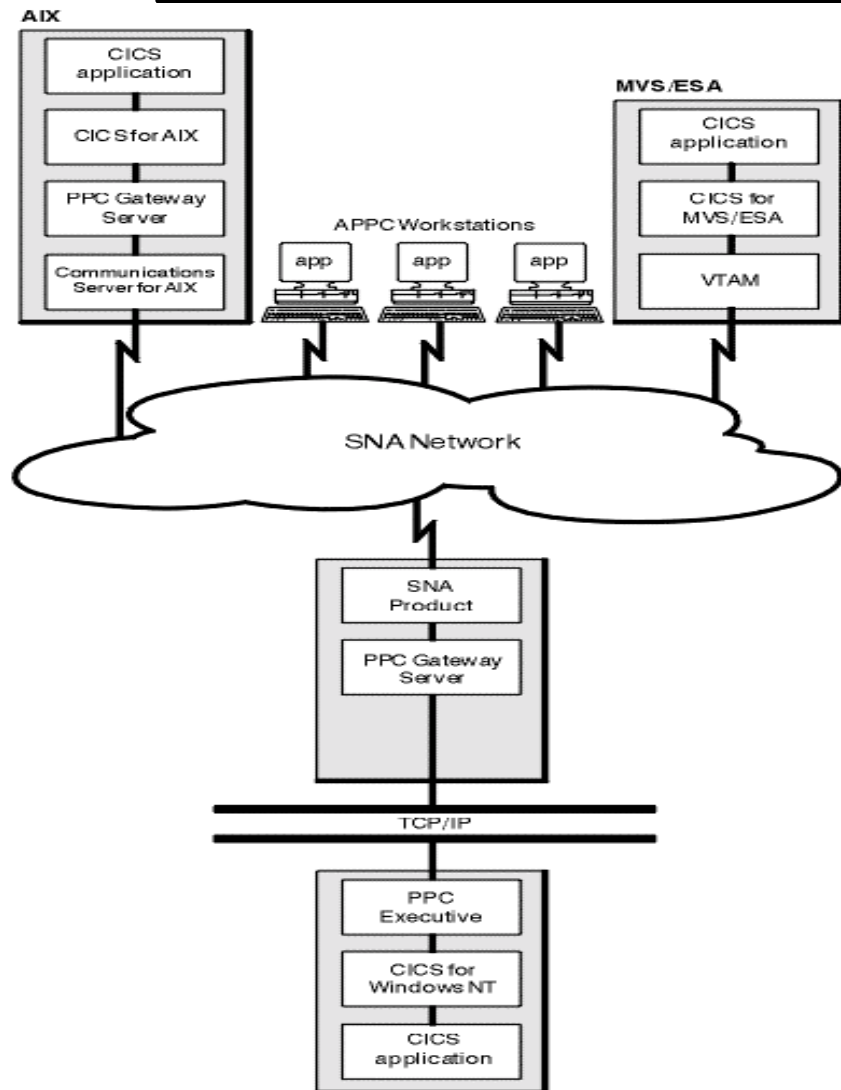 AIX
CICS
application
CICS for AIX
PPC Gateway
Server
Communications
Server for AIX
APPC Workstations
app
app
app
MVS/ESA
CICS
application
CICS for
MVS/ESA
VTAM
SNA Network
SNA
Product
PPC Gateway
Server
TCP/IP
PPC
Executive
CICS for
Windows NT
CICS
application